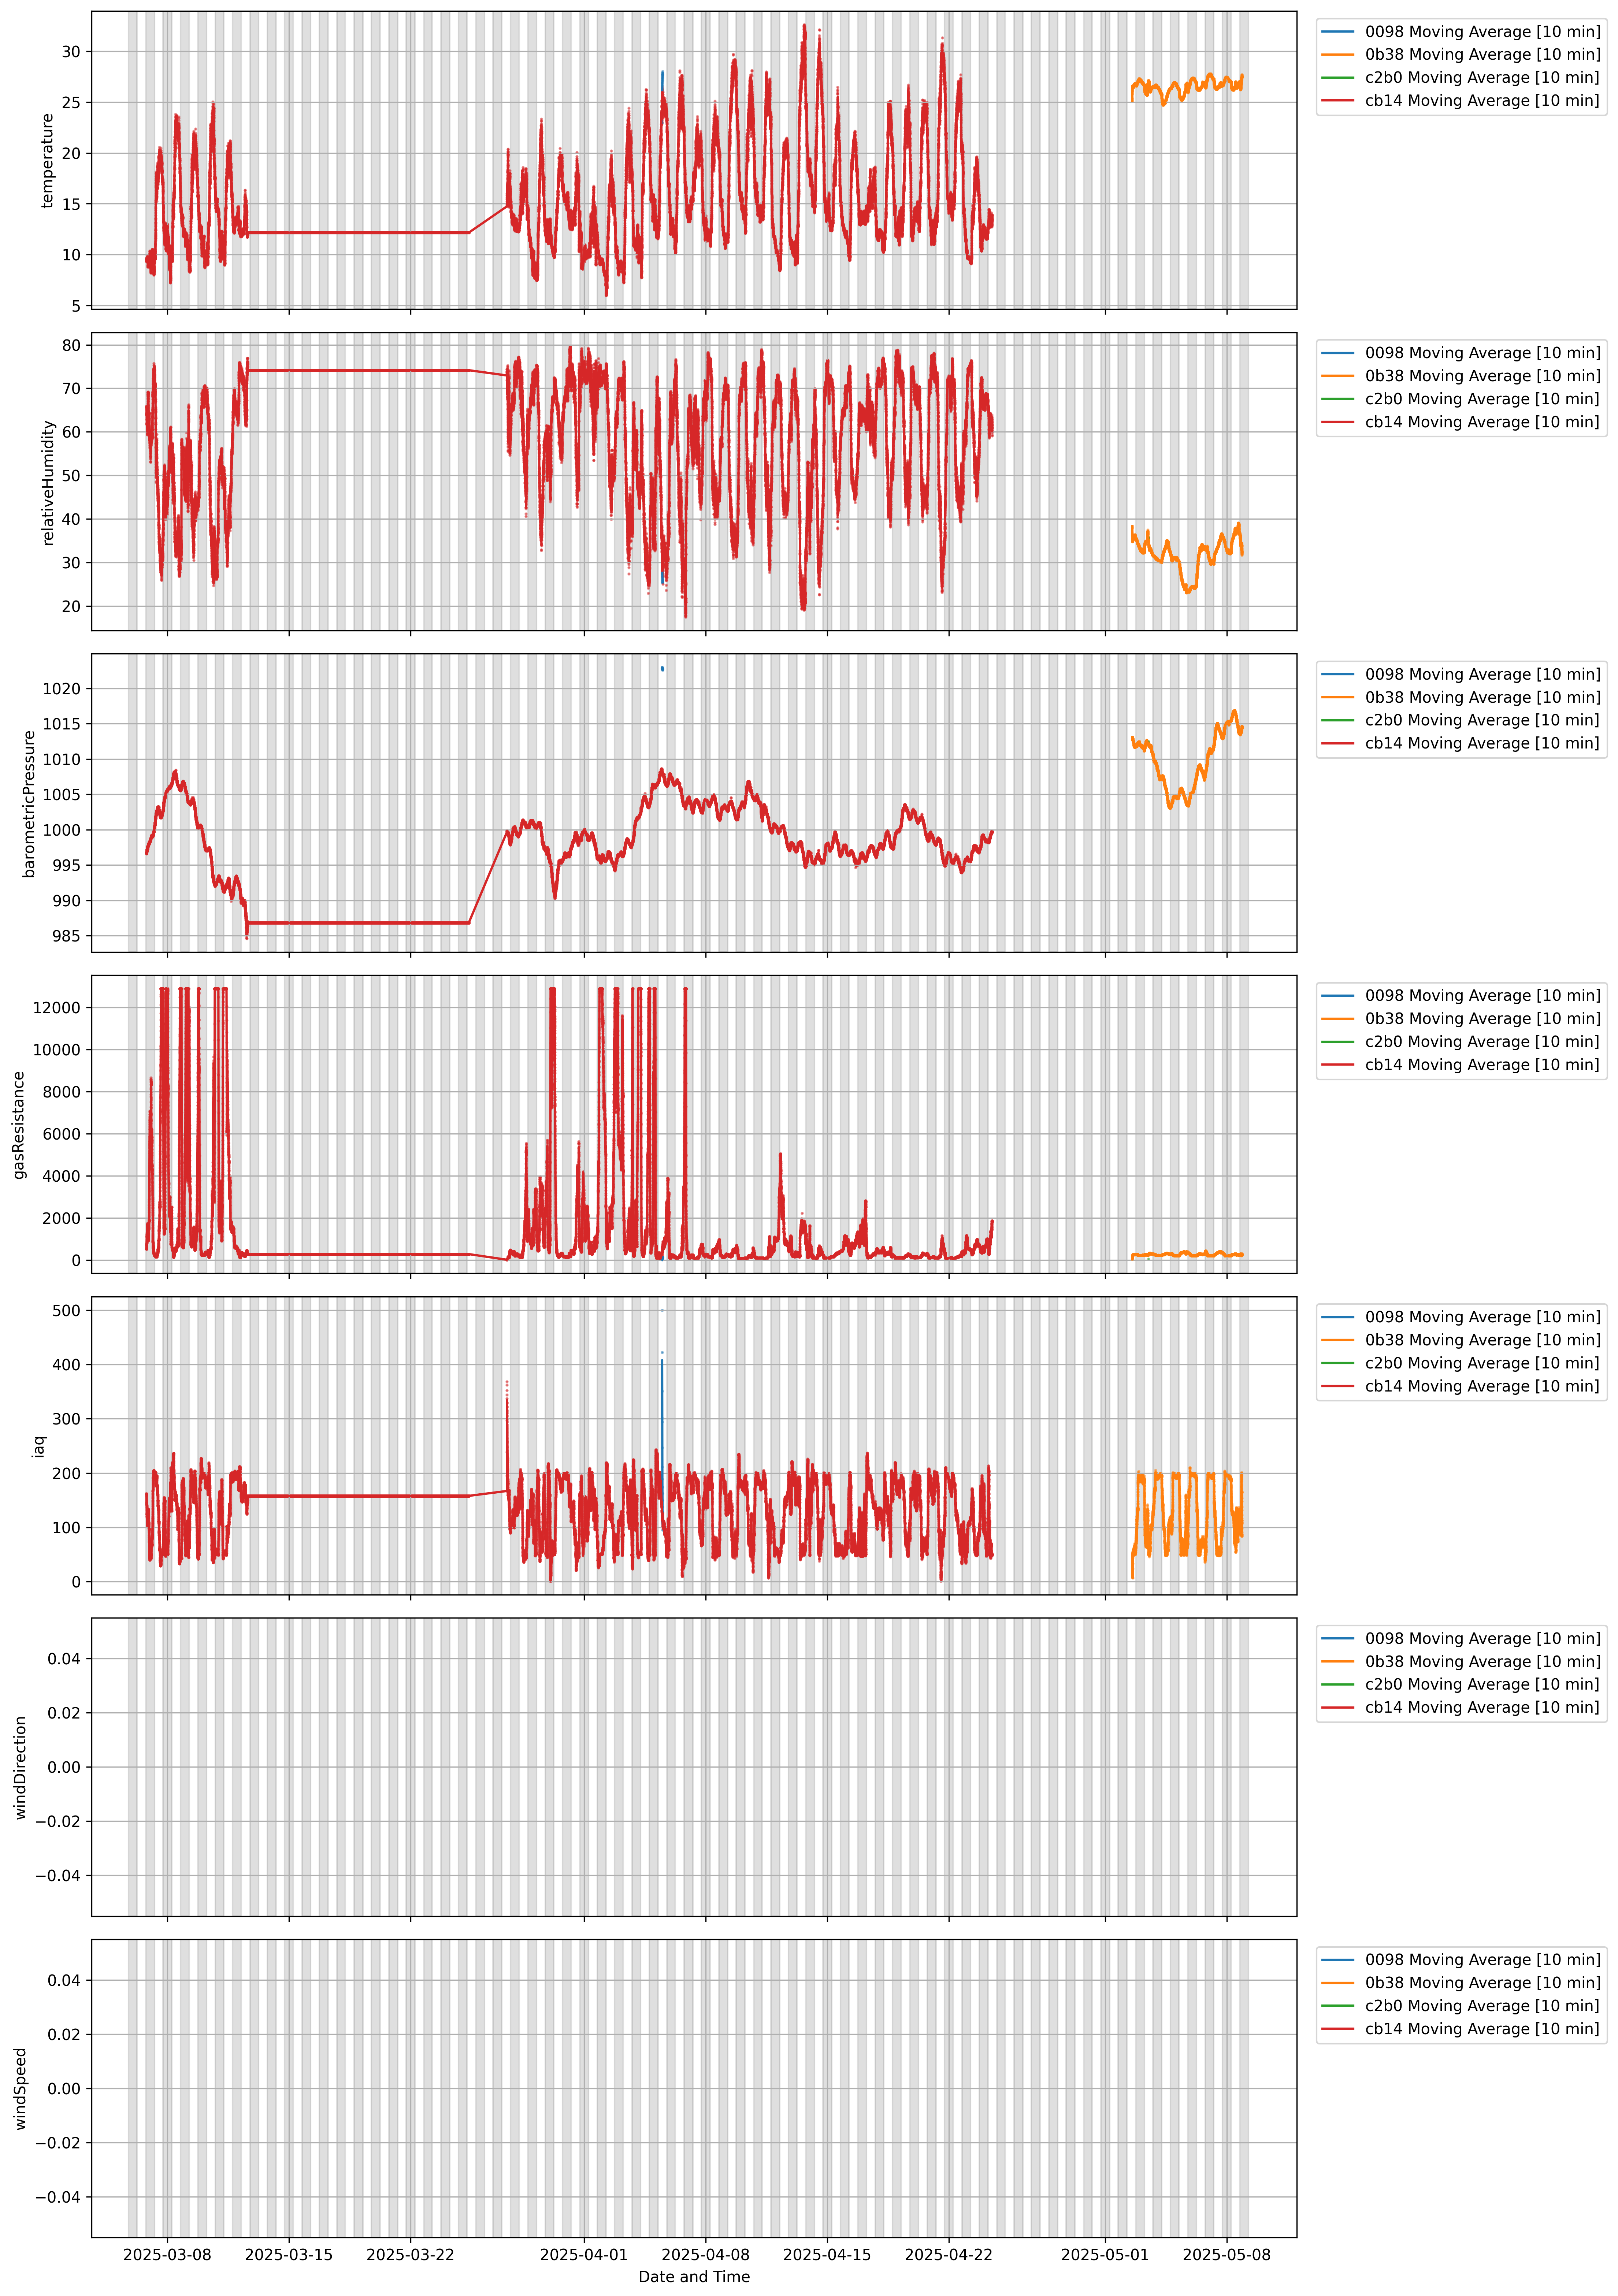 temperature
30
25
20
15
10
5
0098 Moving Average [10 min]
0b38 Moving Average [10 min]
c2b0 Moving Average [10 min]
cb14 Moving Average [10 min]
relativeHumidity
80
70
60
50
40
30
20
0098 Moving Average [10 min]
0b38 Moving Average [10 min]
c2b0 Moving Average [10 min]
cb14 Moving Average [10 min]
barometricPressure
1020
1015
1010
1005
1000
995
990
985
0098 Moving Average [10 min]
0b38 Moving Average [10 min]
c2b0 Moving Average [10 min]
cb14 Moving Average [10 min]
gasResistance
12000
10000
8000
6000
4000
2000
0
0098 Moving Average [10 min]
0b38 Moving Average [10 min]
c2b0 Moving Average [10 min]
cb14 Moving Average [10 min]
iaq
500
400
300
200
100
0
0098 Moving Average [10 min]
0b38 Moving Average [10 min]
c2b0 Moving Average [10 min]
cb14 Moving Average [10 min]
windDirection
0.04
0.02
0.00
−0.02
−0.04
0098 Moving Average [10 min]
0b38 Moving Average [10 min]
c2b0 Moving Average [10 min]
cb14 Moving Average [10 min]
windSpeed
0.04
0.02
0.00
−0.02
−0.04
0098 Moving Average [10 min]
0b38 Moving Average [10 min]
c2b0 Moving Average [10 min]
cb14 Moving Average [10 min]
2025-03-08 2025-03-15 2025-03-22 2025-04-01 2025-04-08 2025-04-15 2025-04-22 2025-05-01 2025-05-08
Date and Time